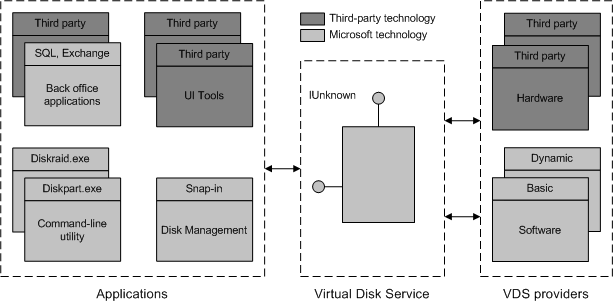 Third party
SQL, Exchange
Back office
applications
Third party
Third party
UI Tools
Diskraid.exe
Diskpart.exe
Command-line
utility
Snap-in
Disk Management
Applications
Third-party technology
Microsoft technology
IUnknown
Virtual Disk Service
Third party
Third party
Hardware
Dynamic
Basic
Software
VDS providers